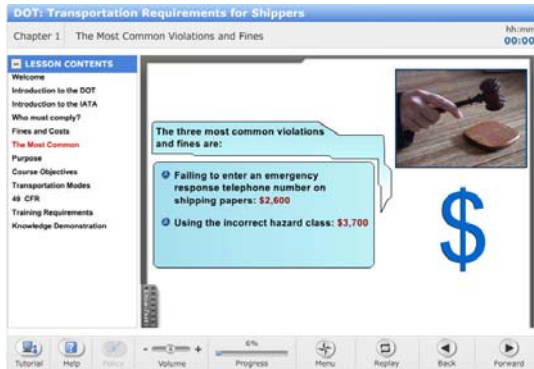 DOT: Transportation Requirements for Shippers
Chapter 1 The Most Common Violations and Fines
hh:mm
00:00
LESSON CONTENTS
Welcome
Introduction to the DOT
Introduction to the IATA
Who must comply?
Fines and Costs
The Most Common
Purpose
Course Objectives
Transportation Modes
49 CFR
Training Requirements
Knowledge Demonstration
The three most common violations
and fines are:
Failing to enter an emergency
response telephone number on
shipping papers: $2,600
Using the incorrect hazard class: $3,700
$
- +
6%
Tutorial Help Policy Volume Progress Menu Replay Back Forward